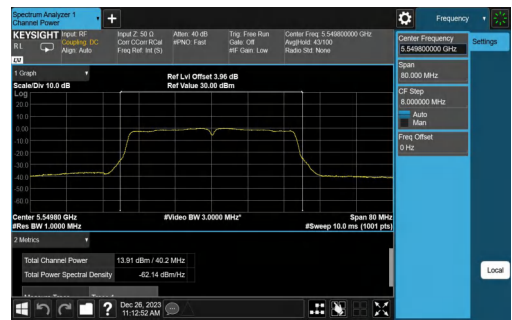 Spectrum Analyzer 1
Channel Power
+
Frequency
KEYSIGHT
R L
Input: RF
Coupling: DC
Align: Auto
Input Z: 50 Ω
Corr CCorr RCal
Freq Ref: Int (S)
Atten: 40 dB
#PNO: Fast
Trig: Free Run
Gate: Off
#IF Gain: Low
Center Freq: 5.549800000 GHz
Avg|Hold: 43/100
Radio Std: None
LVI
Center Frequency
5.549800000 GHz
Settings
Span
80.000 MHz
CF Step
8.000000 MHz
Auto
Man
Freq Offset
0 Hz
Local
1 Graph
Scale/Div 10.0 dB
Ref Lvl Offset 3.96 dB
Ref Value 30.00 dBm
Log
20.0
10.0
0.00
-10.0
-20.0
-30.0
-40.0
-50.0
-60.0
Center 5.54980 GHz
#Video BW 3.0000 MHz*
Span 80 MHz
#Res BW 1.0000 MHz
#Sweep 10.0 ms (1001 pts)
2 Metrics
Total Channel Power 13.91 dBm / 40.2 MHz
Total Power Spectral Density -62.14 dBm/Hz
?
Dec 26, 2023
11:12:52 AM